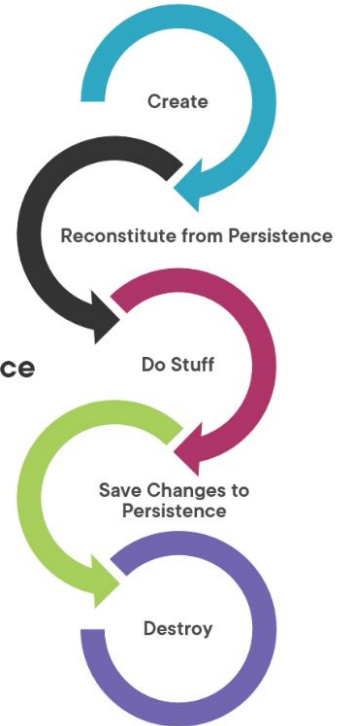 Create
Reconstitute from Persistence
ce
Do Stuff
Save Changes to
Persistence
Destroy